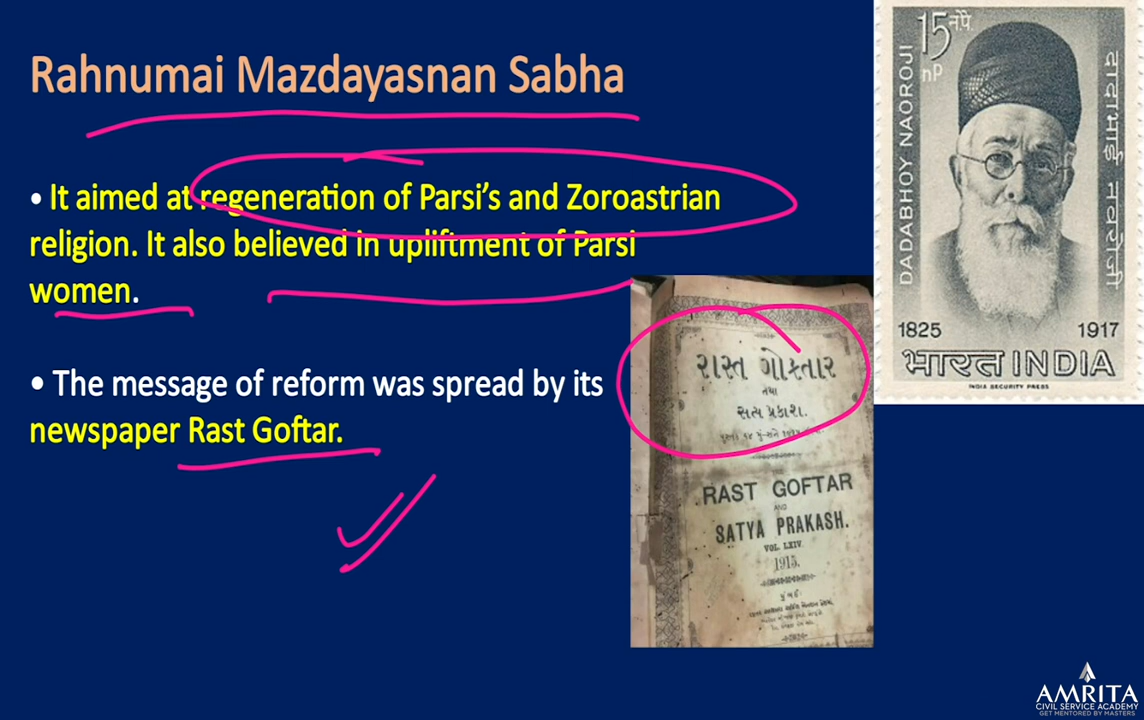 Rahnumai Mazdayasnan Sabha
• It aimed at regeneration of Parsi's and Zoroastrian
religion. It also believed in upliftment of Parsi
women.
• The message of reform was spread by its
newspaper Rast Goftar.
15 न.पै.
nP
DADABHOY NAOROJI
दादाभाई नवरोजी
1825 1917
भारत INDIA
INDIA SECURITY PRESS
રાસ્ત ગોફ્તાર
તથા
સત્ય પ્રકાશ.
RAST GOFTAR
AND
SATYA PRAKASH.
VOL. LXIV.
1915.
મુંબઈ
AMRITA
CIVIL SERVICE ACADEMY
GET MENTORED BY MASTERS